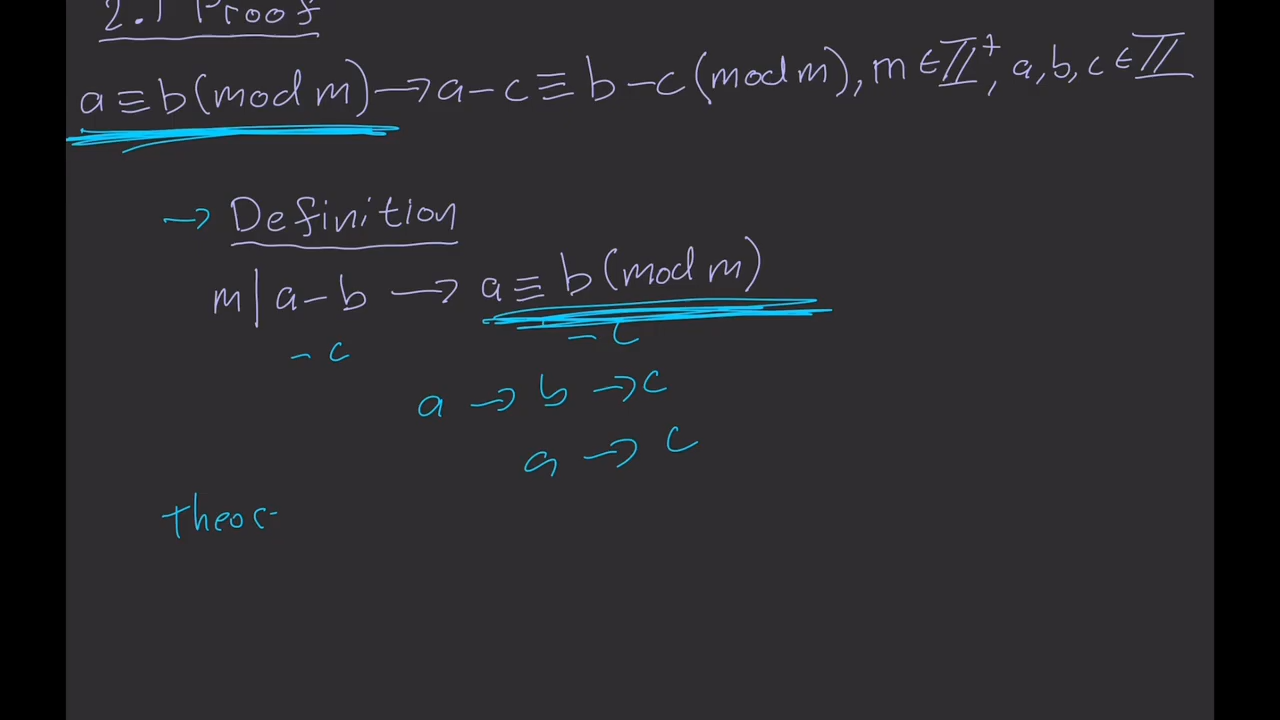 2.1 Proof
a ≡ b (mod m) → a - c ≡ b - c (mod m), m ∈ ℤ⁺, a, b, c ∈ ℤ
→ Definition
m | a - b → a ≡ b (mod m)
- c - c
a → b → c
a → c
theor